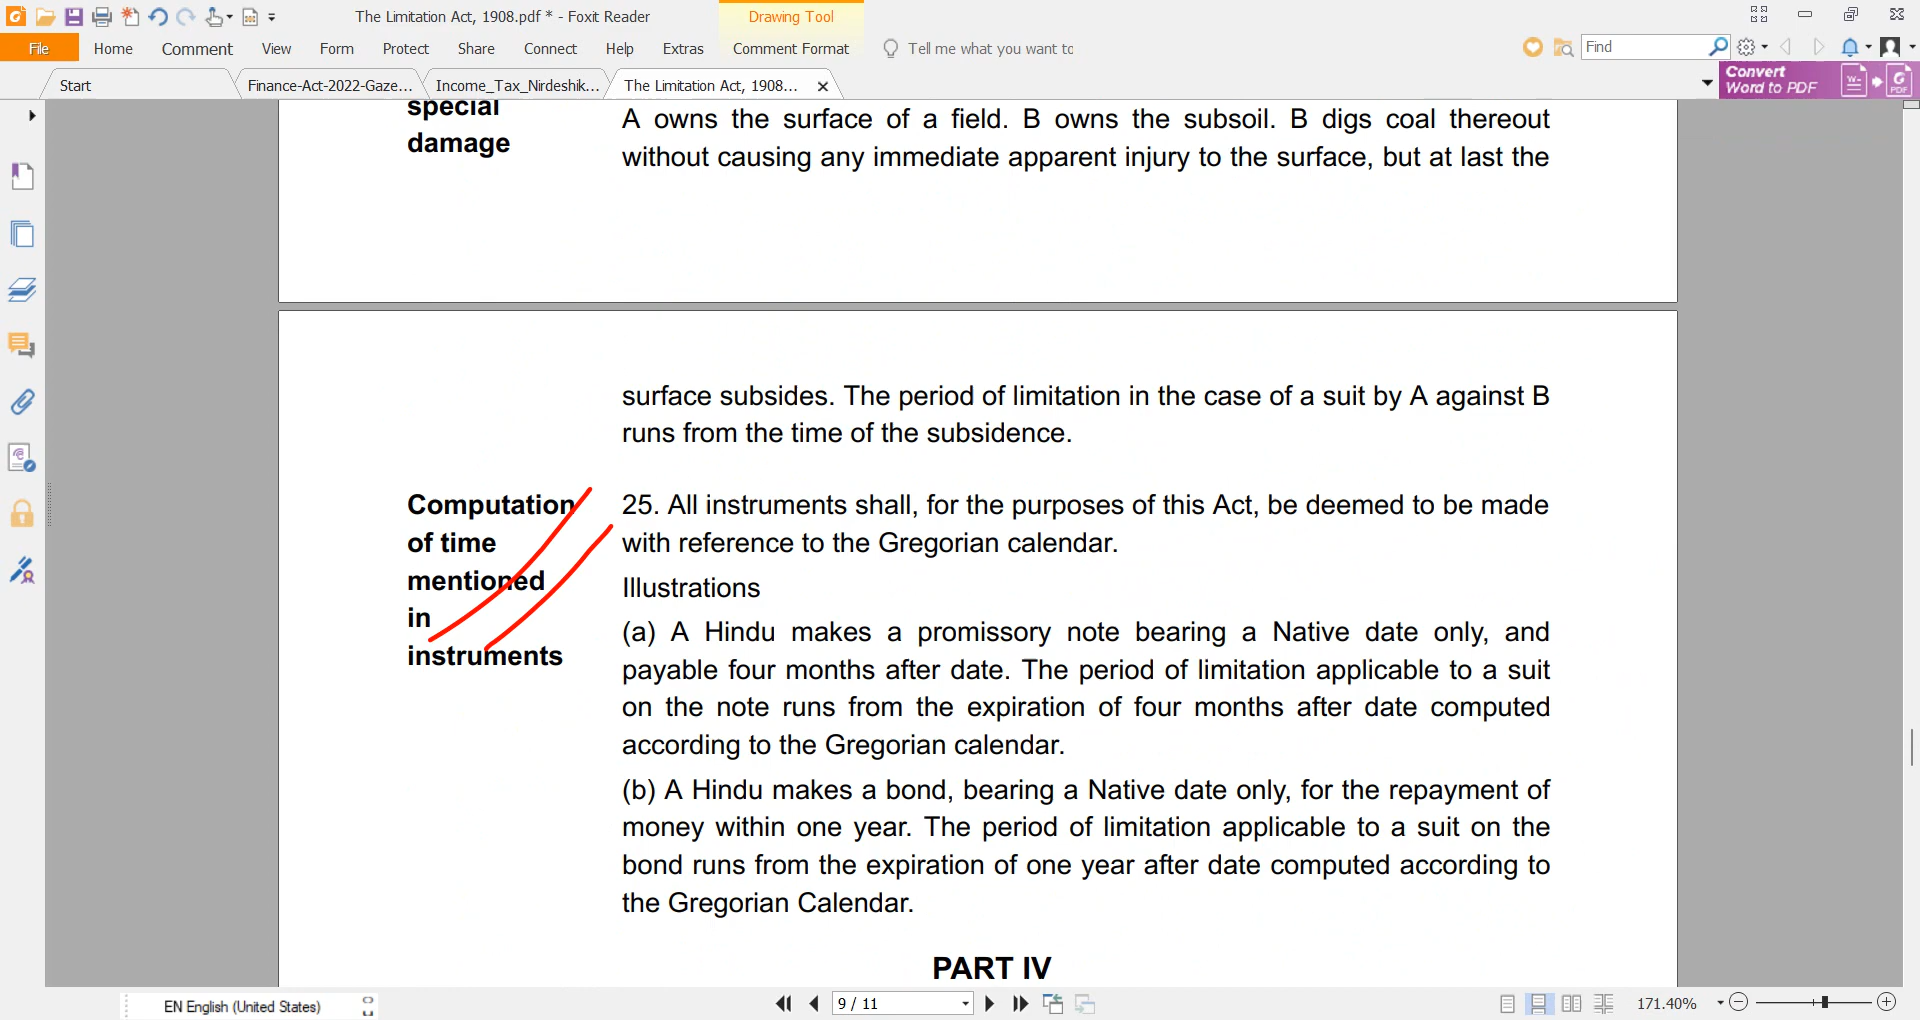 The Limitation Act, 1908.pdf * - Foxit Reader
Drawing Tool
File Home Comment View Form Protect Share Connect Help Extras Comment Format Tell me what you want to Find
Start Finance-Act-2022-Gaze... Income_Tax_Nirdeshik... The Limitation Act, 1908...
Convert
Word to PDF
special
damage
A owns the surface of a field. B owns the subsoil. B digs coal thereout
without causing any immediate apparent injury to the surface, but at last the
surface subsides. The period of limitation in the case of a suit by A against B
runs from the time of the subsidence.
Computation
of time
mentioned
in
instruments
25. All instruments shall, for the purposes of this Act, be deemed to be made
with reference to the Gregorian calendar.
Illustrations
(a) A Hindu makes a promissory note bearing a Native date only, and
payable four months after date. The period of limitation applicable to a suit
on the note runs from the expiration of four months after date computed
according to the Gregorian calendar.
(b) A Hindu makes a bond, bearing a Native date only, for the repayment of
money within one year. The period of limitation applicable to a suit on the
bond runs from the expiration of one year after date computed according to
the Gregorian Calendar.
PART IV
EN English (United States)
9 / 11
171.40%